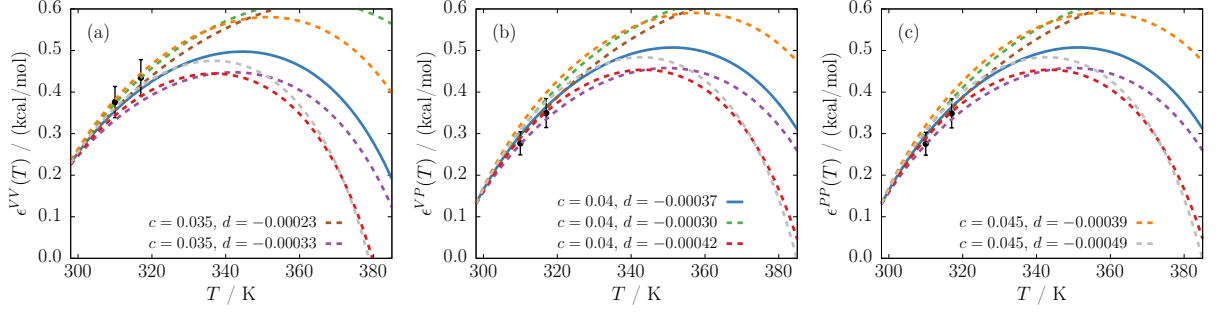 (a)
ϵ^{VV}(T) / (kcal/mol)
0.6
0.5
0.4
0.3
0.2
0.1
0.0
c = 0.035, d = −0.00023
c = 0.035, d = −0.00033
300 320 340 360 380
T / K
(b)
ϵ^{VP}(T) / (kcal/mol)
0.6
0.5
0.4
0.3
0.2
0.1
0.0
c = 0.04, d = −0.00037
c = 0.04, d = −0.00030
c = 0.04, d = −0.00042
300 320 340 360 380
T / K
(c)
ϵ^{PP}(T) / (kcal/mol)
0.6
0.5
0.4
0.3
0.2
0.1
0.0
c = 0.045, d = −0.00039
c = 0.045, d = −0.00049
300 320 340 360 380
T / K